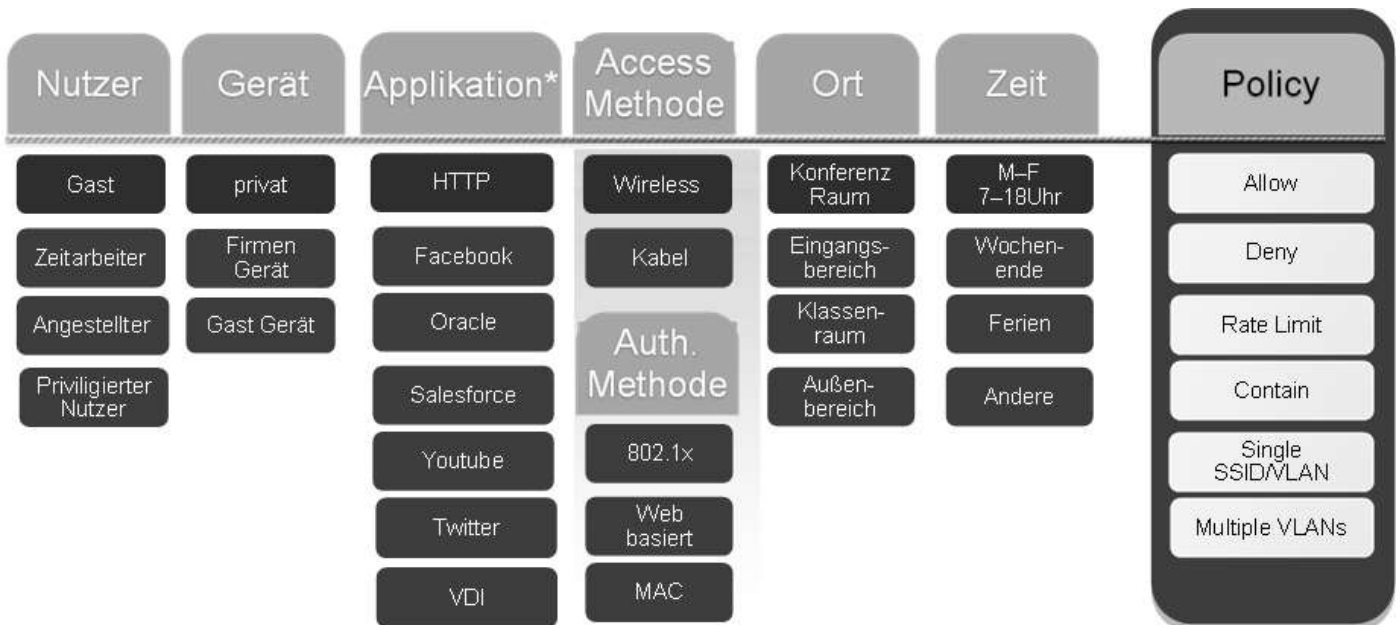 Nutzer
Gerät
Applikation*
Access
Methode
Ort
Zeit
Policy
Gast
privat
HTTP
Wireless
Konferenz
Raum
M–F
7–18Uhr
Allow
Zeitarbeiter
Firmen
Gerät
Facebook
Kabel
Eingangs-
bereich
Wochen-
ende
Deny
Angestellter
Gast Gerät
Oracle
Auth.
Methode
Klassen-
raum
Ferien
Rate Limit
Priviligierter
Nutzer
Salesforce
Außen-
bereich
Andere
Contain
Youtube
802.1x
Single
SSID/VLAN
Twitter
Web
basiert
Multiple VLANs
VDI
MAC